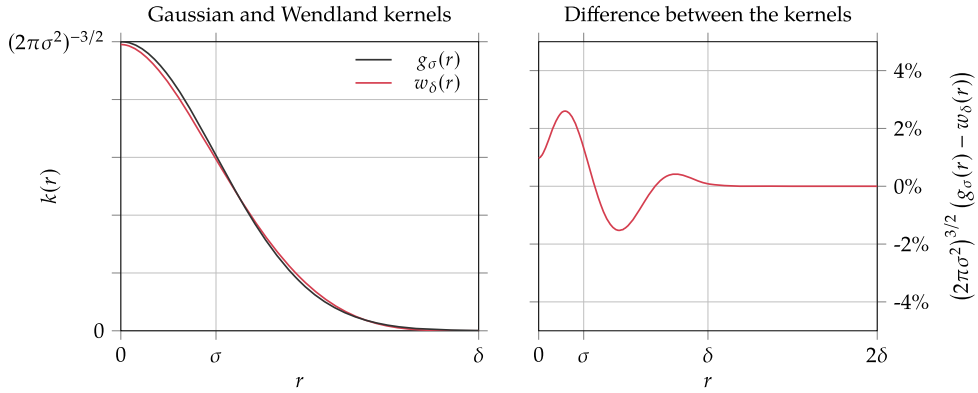 Gaussian and Wendland kernels
(2πσ²)⁻³/²
g_σ(r)
w_δ(r)
k(r)
0
0
σ
δ
r
Difference between the kernels
4%
2%
0%
-2%
-4%
(2πσ²)³/² (g_σ(r) − w_δ(r))
0
σ
δ
2δ
r